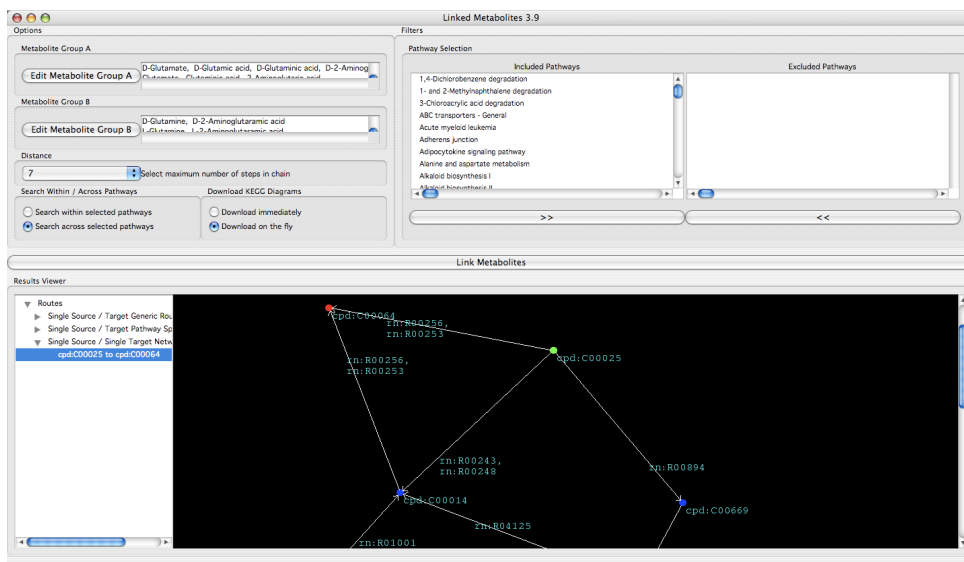 Linked Metabolites 3.9
Options
Filters
Metabolite Group A
Edit Metabolite Group A
D-Glutamate, D-Glutamic acid, D-Glutaminic acid, D-2-Aminog
Metabolite Group B
Edit Metabolite Group B
D-Glutamine, D-2-Aminoglutaramic acid
L-Glutamine, L-2-Aminoglutaramic acid
Distance
7
Select maximum number of steps in chain
Search Within / Across Pathways
Search within selected pathways
Search across selected pathways
Download KEGG Diagrams
Download immediately
Download on the fly
Pathway Selection
Included Pathways
1,4-Dichlorobenzene degradation
1- and 2-Methylnaphthalene degradation
3-Chloroacrylic acid degradation
ABC transporters - General
Acute myeloid leukemia
Adherens junction
Adipocytokine signaling pathway
Alanine and aspartate metabolism
Alkaloid biosynthesis I
Alkaloid biosynthesis II
Excluded Pathways
>>
<<
Link Metabolites
Results Viewer
Routes
Single Source / Target Generic Rou
Single Source / Target Pathway Sp
Single Source / Single Target Netw
cpd:C00025 to cpd:C00064
cpd:C00064
rn:R00256,
rn:R00253
cpd:C00025
rn:R00256,
rn:R00253
rn:R00243,
rn:R00248
rn:R00894
cpd:C00014
cpd:C00669
rn:R04125
rn:R01001